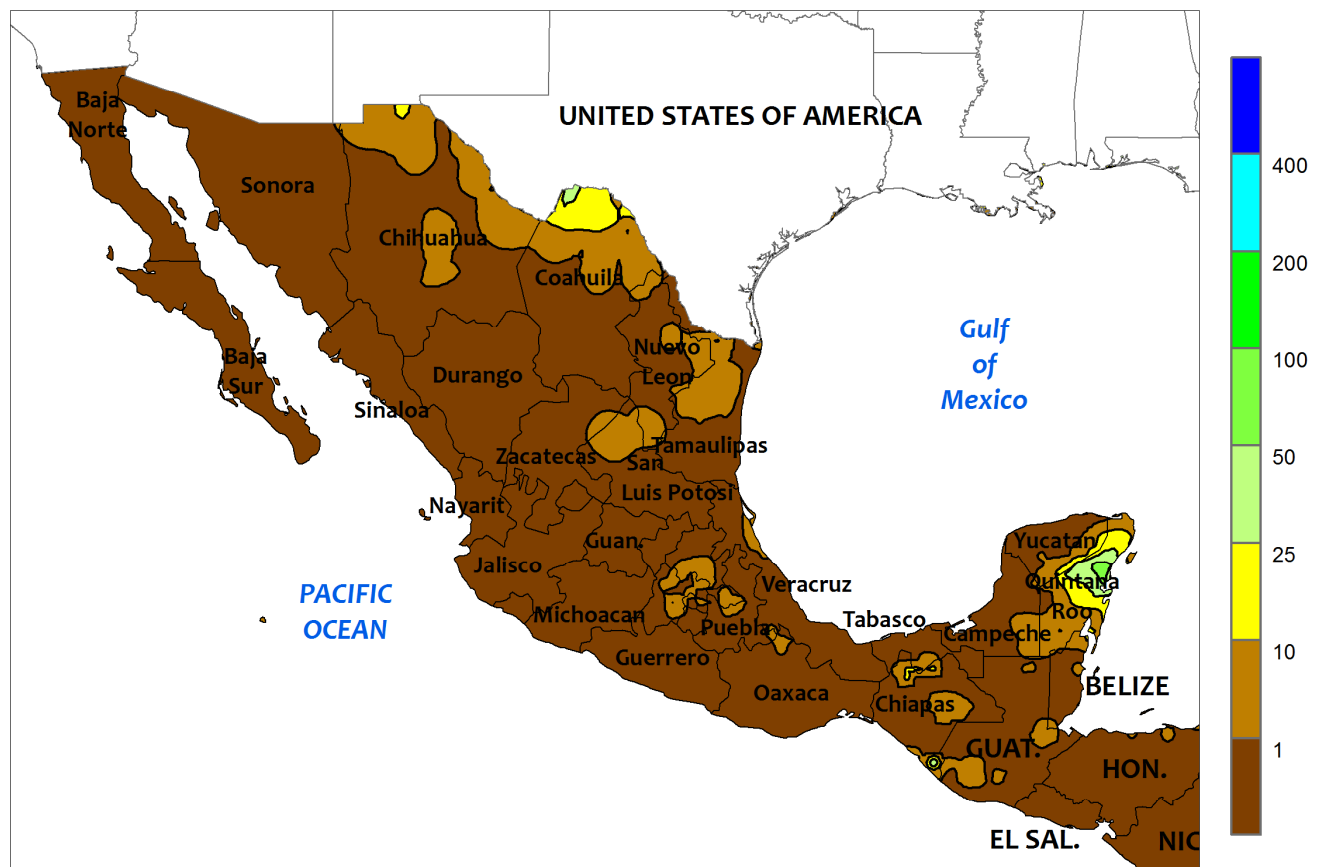 UNITED STATES OF AMERICA
Baja
Norte
Sonora
Chihuahua
Coahuila
Gulf
of
Mexico
Nuevo
Leon
Baja
Sur
Durango
Sinaloa
Tamaulipas
Zacatecas
San
Luis Potosi
Nayarit
Guan.
Yucatan
Jalisco
Quintana
Roo
PACIFIC
OCEAN
Veracruz
Michoacan
Tabasco
Puebla
Campeche
Guerrero
BELIZE
Oaxaca
Chiapas
GUAT.
HON.
EL SAL.
NIC
400
200
100
50
25
10
1